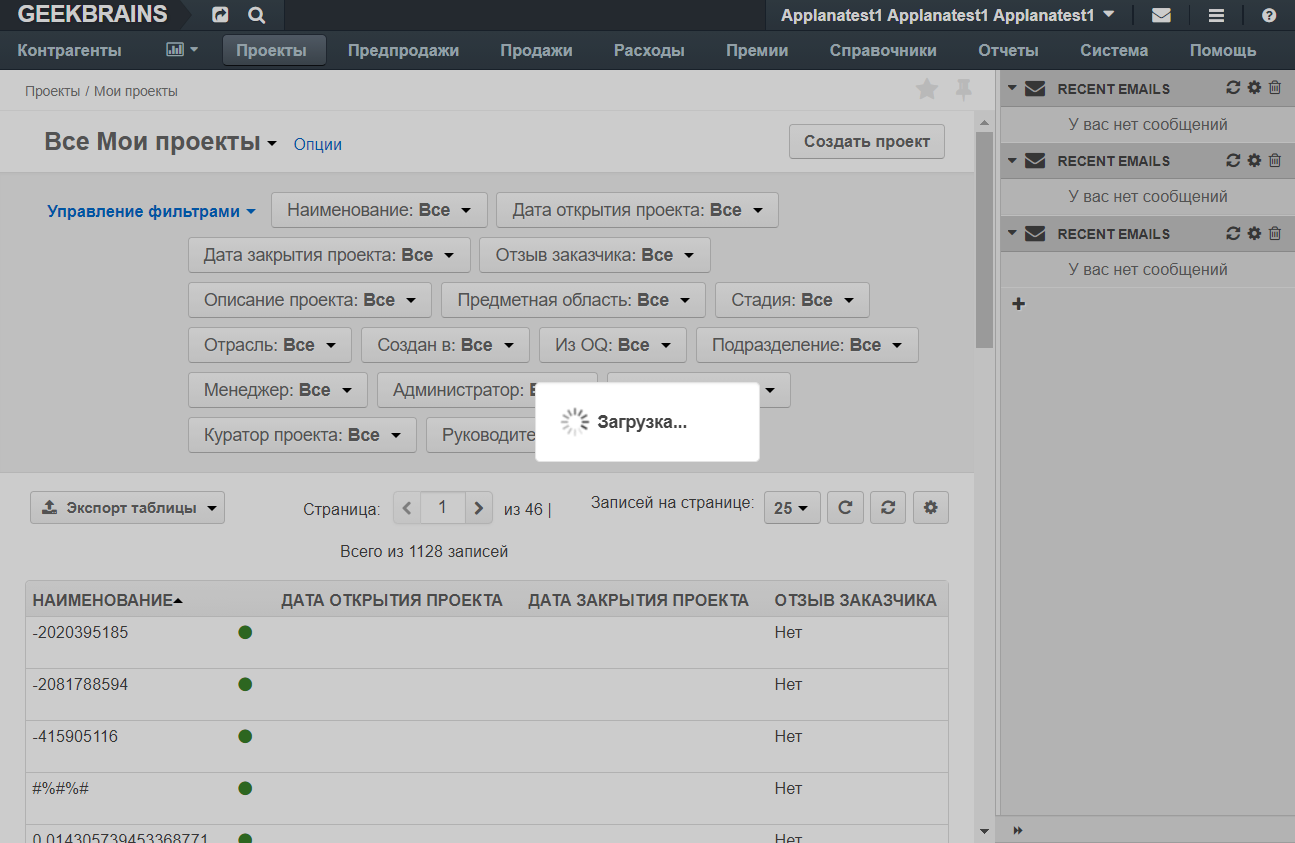 GEEKBRAINS
Applanatest1 Applanatest1 Applanatest1
Контрагенты Проекты Предпродажи Продажи Расходы Премии Справочники Отчеты Система Помощь
Проекты / Мои проекты
Все Мои проекты Опции Создать проект
Управление фильтрами Наименование: Все Дата открытия проекта: Все
Дата закрытия проекта: Все Отзыв заказчика: Все
Описание проекта: Все Предметная область: Все Стадия: Все
Отрасль: Все Создан в: Все Из OQ: Все Подразделение: Все
Менеджер: Все Администратор:
Куратор проекта: Все
Загрузка...
Экспорт таблицы Страница: 1 из 46 | Записей на странице: 25
Всего из 1128 записей
НАИМЕНОВАНИЕ ДАТА ОТКРЫТИЯ ПРОЕКТА ДАТА ЗАКРЫТИЯ ПРОЕКТА ОТЗЫВ ЗАКАЗЧИКА
-2020395185 Нет
-2081788594 Нет
-415905116 Нет
#%#%# Нет
0.014305739453368771 Нет
RECENT EMAILS
У вас нет сообщений
RECENT EMAILS
У вас нет сообщений
RECENT EMAILS
У вас нет сообщений